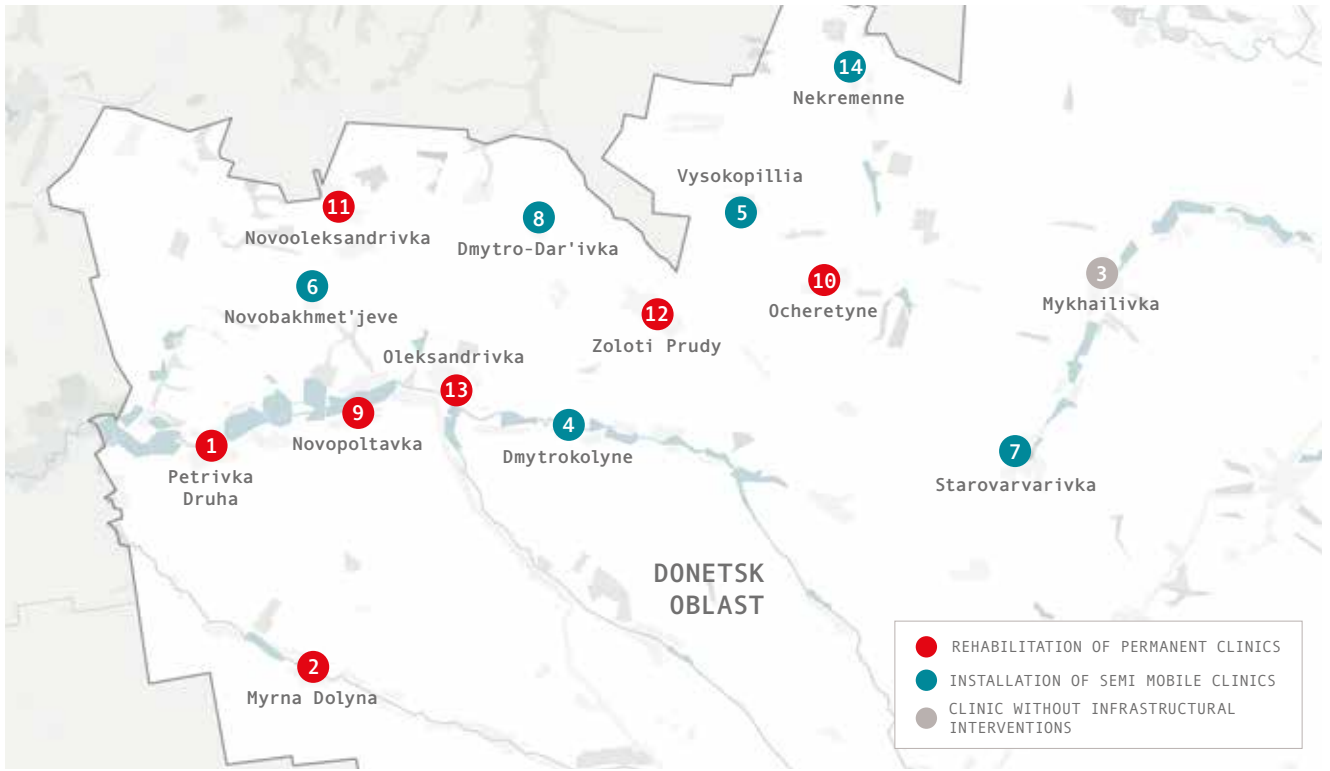 14
Nekremenne
Vysokopillia
5
11
Novooleksandrivka
8
Dmytro-Dar'ivka
3
Mykhailivka
6
Novobakhmet'jeve
10
Ocheretyne
12
Zoloti Prudy
Oleksandrivka
13
9
Novopoltavka
4
Dmytrokolyne
1
Petrivka
Druha
7
Starovarvarivka
DONETSK
OBLAST
2
Myrna Dolyna
REHABILITATION OF PERMANENT CLINICS
INSTALLATION OF SEMI MOBILE CLINICS
CLINIC WITHOUT INFRASTRUCTURAL
INTERVENTIONS